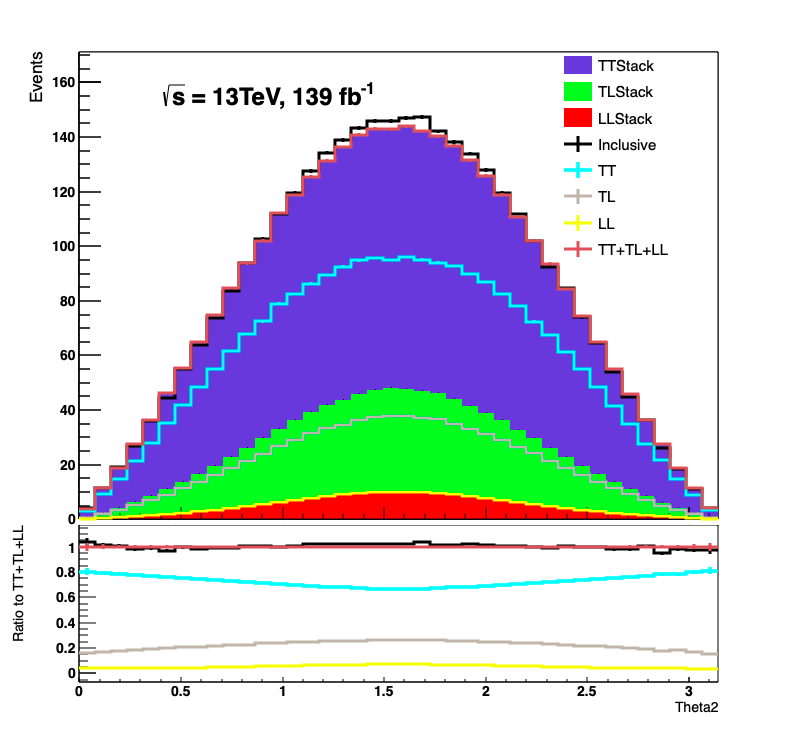 Events
√s = 13TeV, 139 fb⁻¹
TTStack
TLStack
LLStack
Inclusive
TT
TL
LL
TT+TL+LL
160
140
120
100
80
60
40
20
0
Ratio to TT+TL+LL
1
0.8
0.6
0.4
0.2
0
0 0.5 1 1.5 2 2.5 3
Theta2